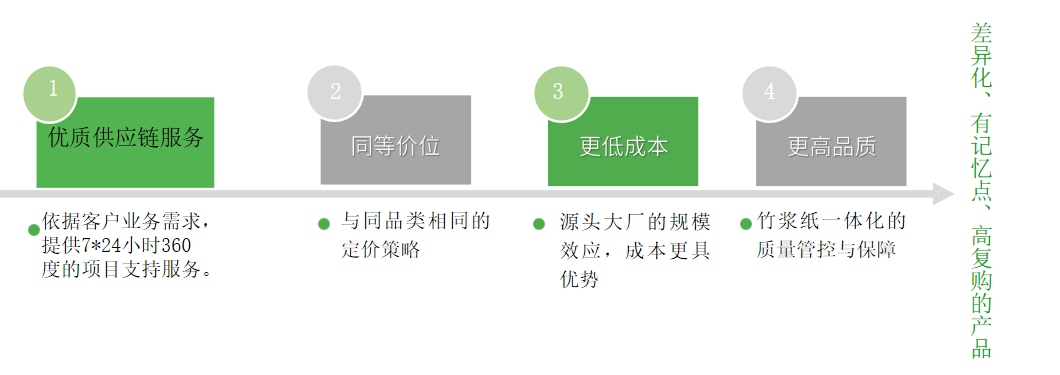 1
优质供应链服务
依据客户业务需求，
提供7*24小时360
度的项目支持服务。
2
同等价位
与同品类相同的
定价策略
3
更低成本
源头大厂的规模
效应，成本更具
优势
4
更高品质
竹浆纸一体化的
质量管控与保障
差异化、有记忆点、高复购的产品